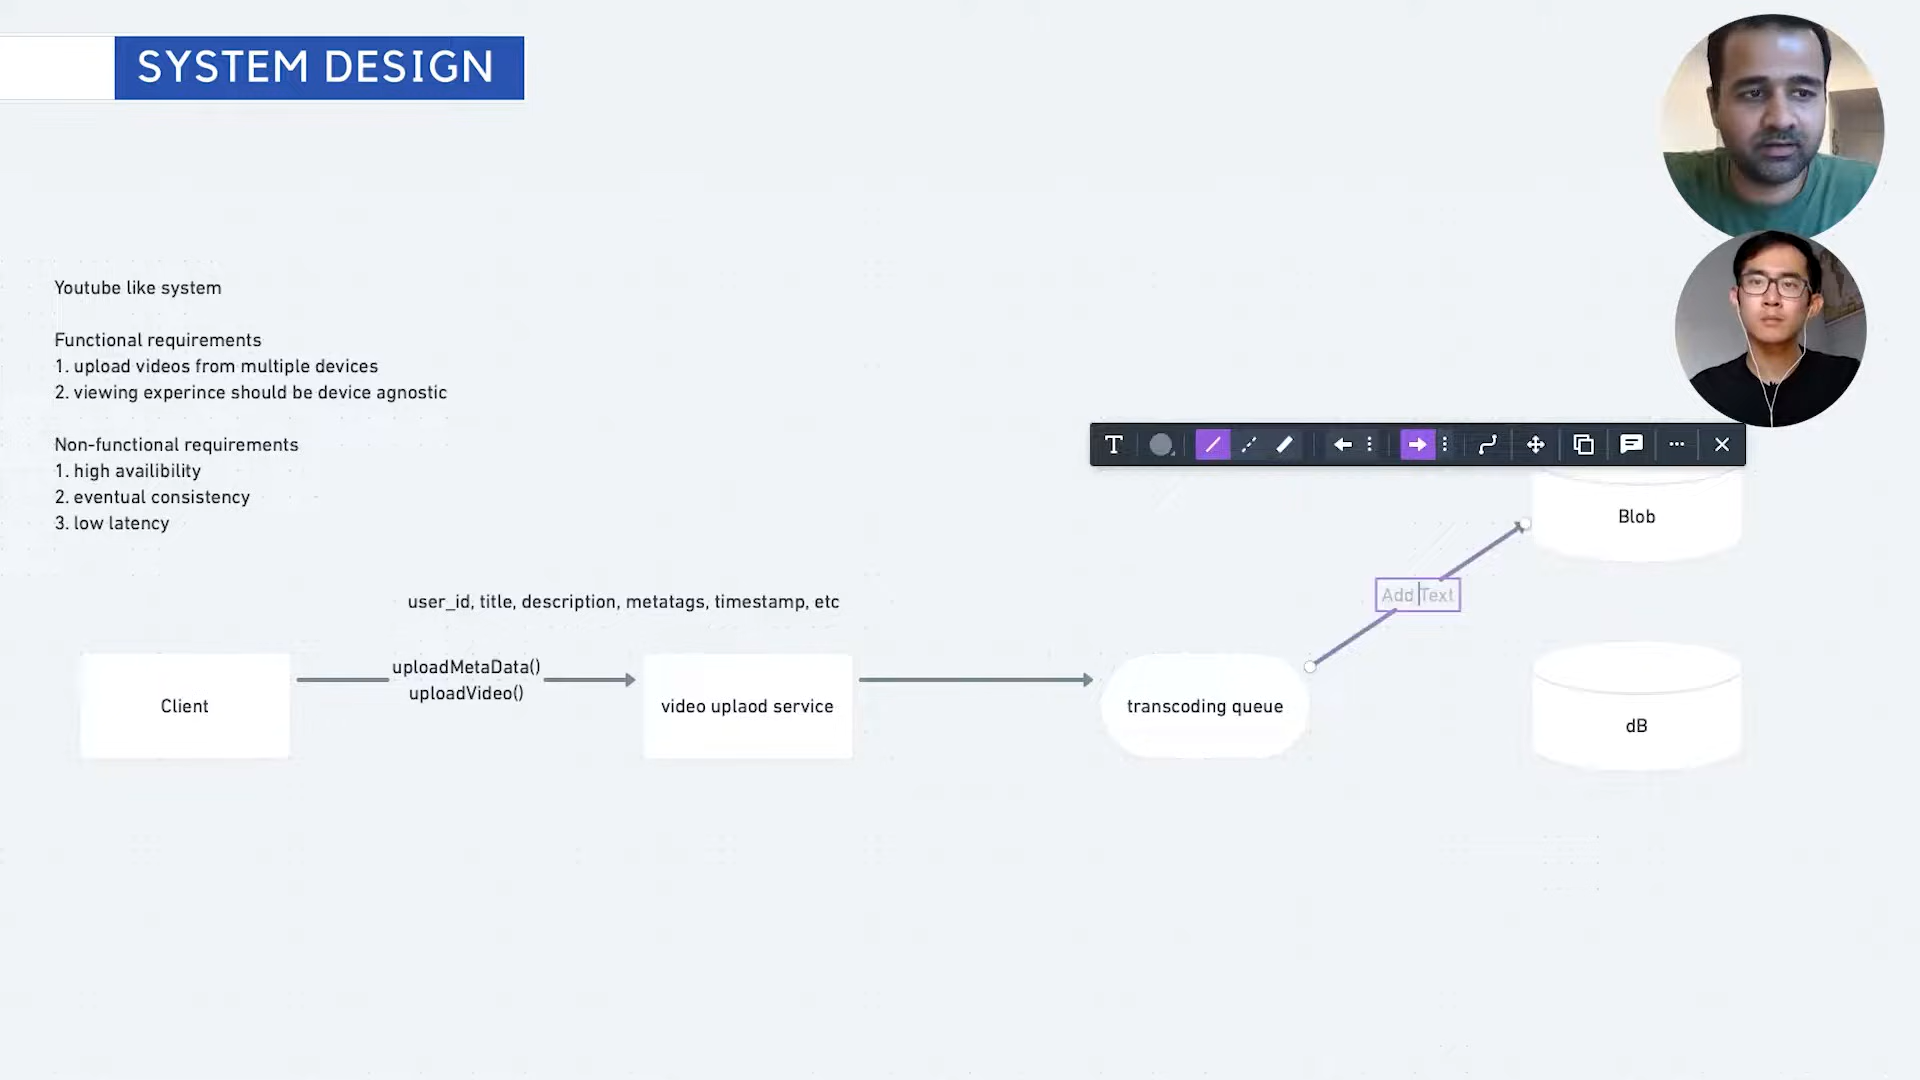 SYSTEM DESIGN
Youtube like system
Functional requirements
1. upload videos from multiple devices
2. viewing experince should be device agnostic
Non-functional requirements
1. high availibility
2. eventual consistency
3. low latency
T
Blob
Add Text
user_id, title, description, metatags, timestamp, etc
uploadMetaData()
uploadVideo()
Client
video uplaod service
transcoding queue
dB